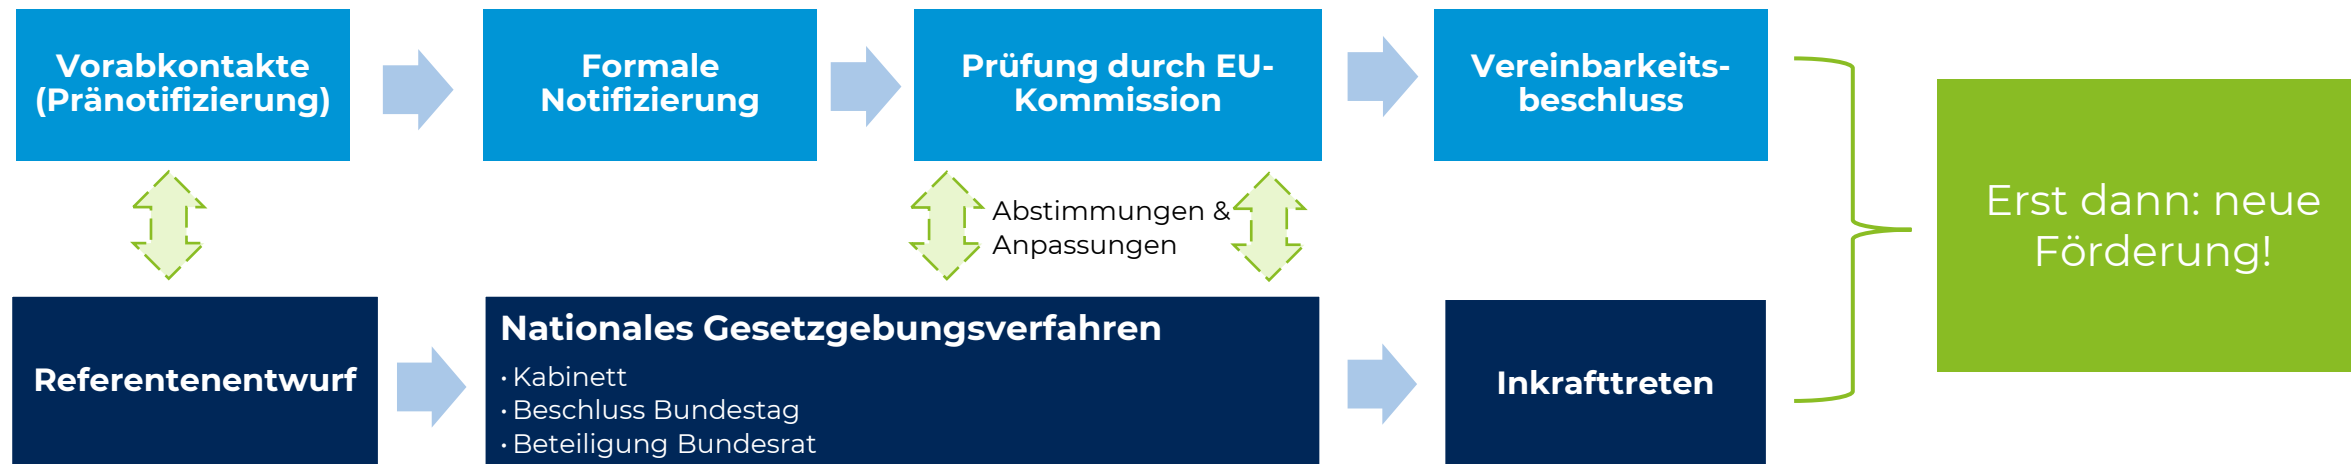 Vorabkontakte
(Pränotifizierung)
Formale
Notifizierung
Prüfung durch EU-
Kommission
Vereinbarkeits-
beschluss
Abstimmungen &
Anpassungen
Erst dann: neue
Förderung!
Referentenentwurf
Nationales Gesetzgebungsverfahren
• Kabinett
• Beschluss Bundestag
• Beteiligung Bundesrat
Inkrafttreten